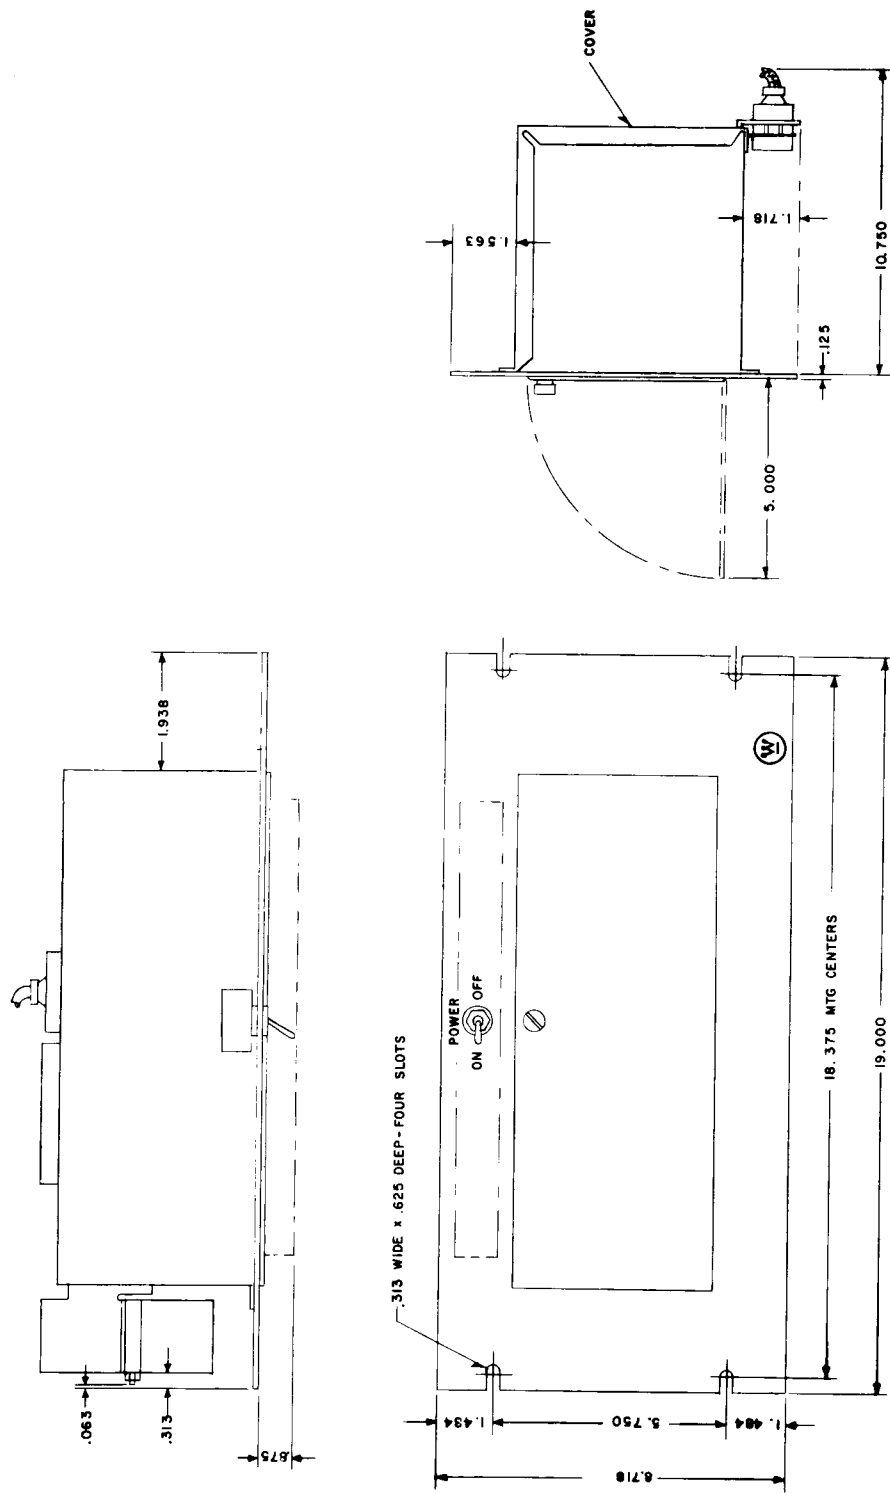 .063
.313
.875
1.938
.313 WIDE x .625 DEEP-FOUR SLOTS
POWER
ON
OFF
W
1.484
5.750
1.484
8.718
18.375 MTG CENTERS
19.000
COVER
1.563
1.718
.125
5.000
10.750